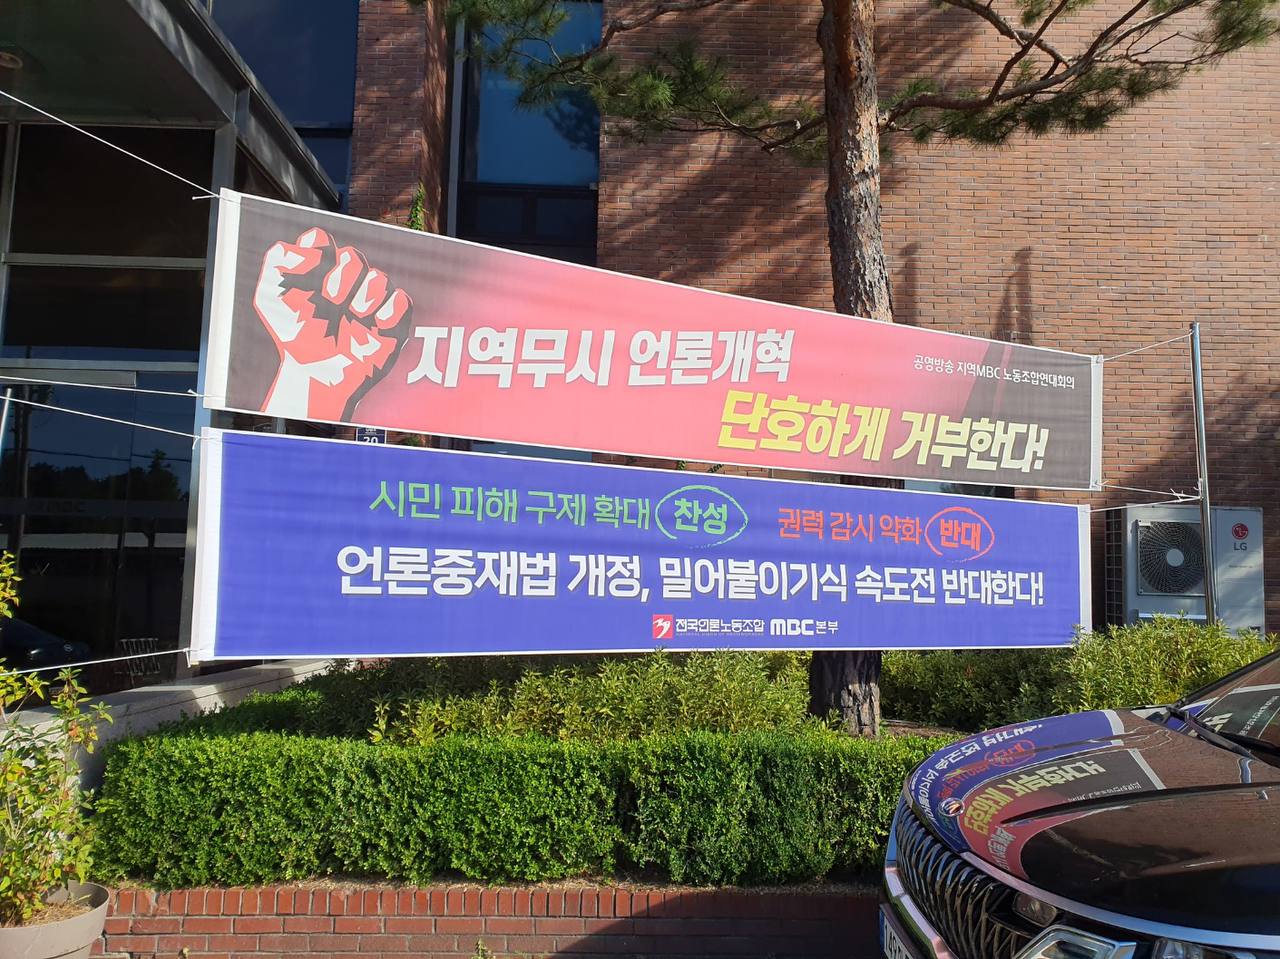 지역무시 언론개혁
공영방송 지역MBC 노동조합연대회의
단호하게 거부한다!
20
시민 피해 구제 확대 찬성 권력 감시 약화 반대
언론중재법 개정, 밀어붙이기식 속도전 반대한다!
전국언론노동조합 MBC본부
LG